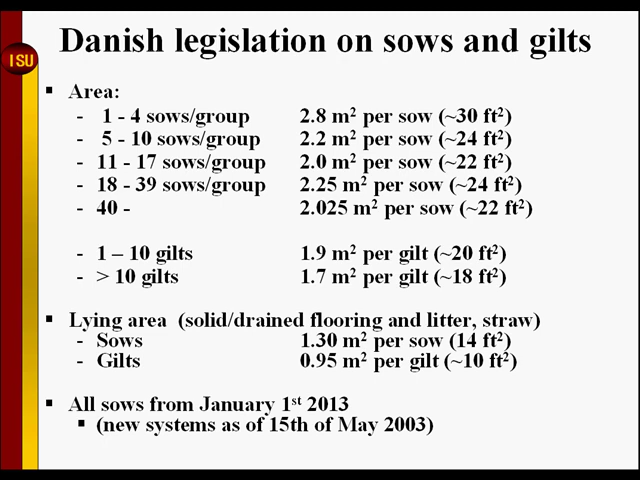 Danish legislation on sows and gilts
ISU
▪ Area:
- 1 - 4 sows/group 2.8 m² per sow (~30 ft²)
- 5 - 10 sows/group 2.2 m² per sow (~24 ft²)
- 11 - 17 sows/group 2.0 m² per sow (~22 ft²)
- 18 - 39 sows/group 2.25 m² per sow (~24 ft²)
- 40 - 2.025 m² per sow (~22 ft²)
- 1 – 10 gilts 1.9 m² per gilt (~20 ft²)
- > 10 gilts 1.7 m² per gilt (~18 ft²)
▪ Lying area (solid/drained flooring and litter, straw)
- Sows 1.30 m² per sow (14 ft²)
- Gilts 0.95 m² per gilt (~10 ft²)
▪ All sows from January 1st 2013
▪ (new systems as of 15th of May 2003)